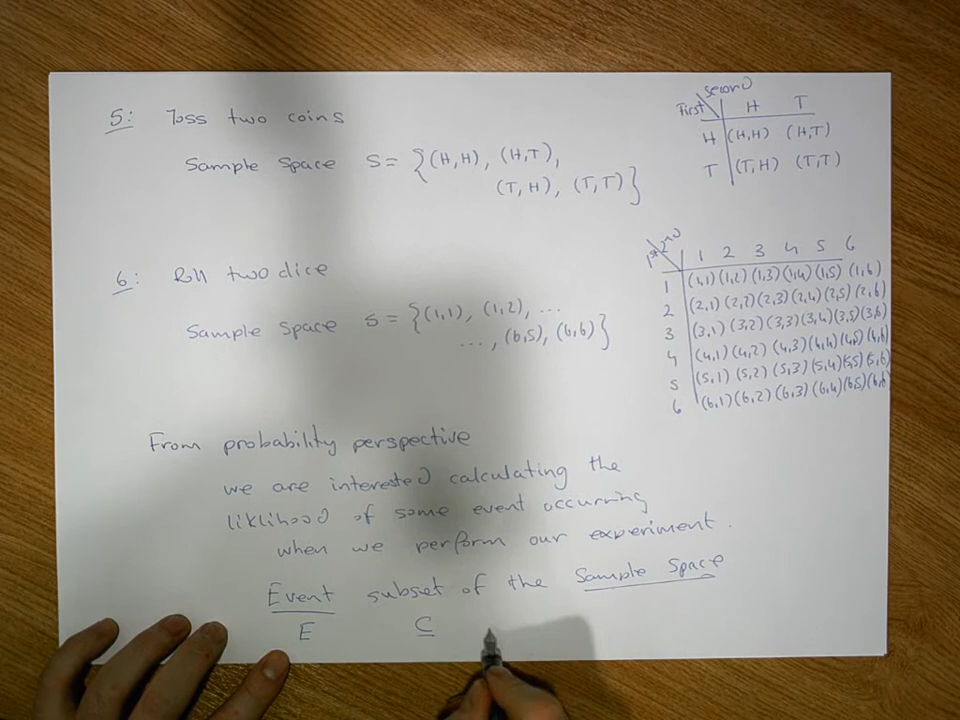 5: Toss two coins
Sample Space S = {(H,H), (H,T),
(T,H), (T,T)}
Second
First H T
H (H,H) (H,T)
T (T,H) (T,T)
6: Roll two dice
Sample Space S = {(1,1), (1,2), ...
..., (6,5), (6,6)}
2nd
1st 1 2 3 4 5 6
1 (1,1) (1,2) (1,3) (1,4) (1,5) (1,6)
2 (2,1) (2,2) (2,3) (2,4) (2,5) (2,6)
3 (3,1) (3,2) (3,3) (3,4) (3,5) (3,6)
4 (4,1) (4,2) (4,3) (4,4) (4,5) (4,6)
5 (5,1) (5,2) (5,3) (5,4) (5,5) (5,6)
6 (6,1) (6,2) (6,3) (6,4) (6,5) (6,6)
From probability perspective
we are interested calculating the
liklihood of some event occurring
when we perform our experiment.
Event subset of the Sample Space
E ⊆